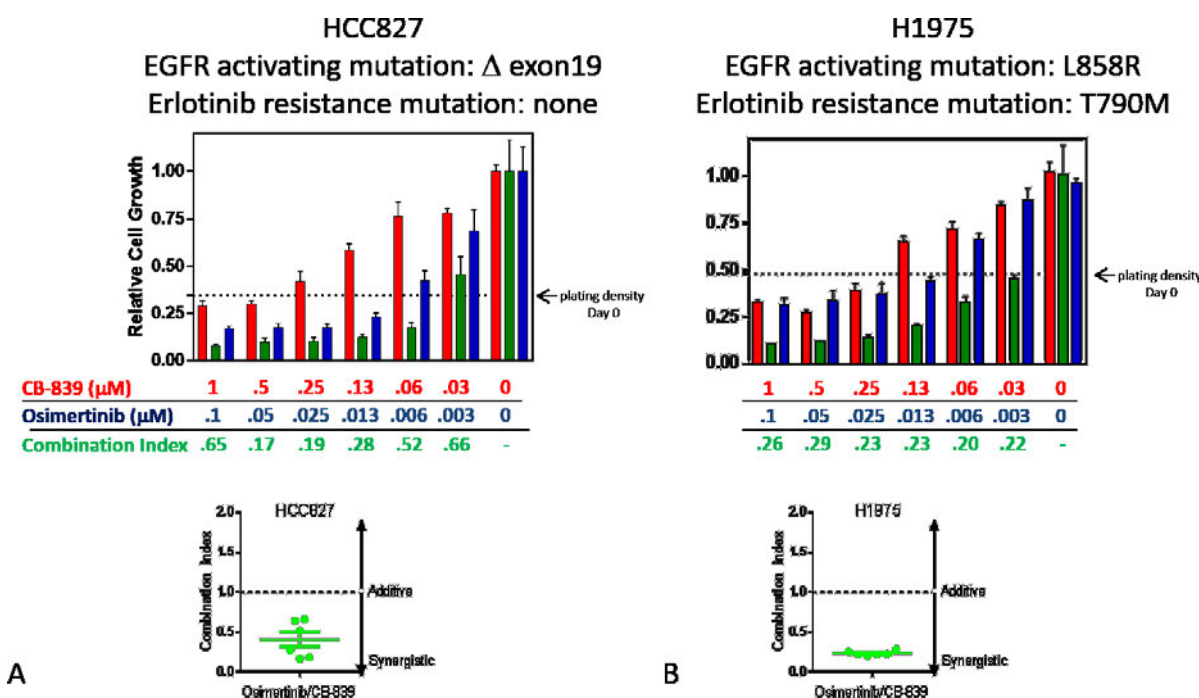 HCC827
EGFR activating mutation: Δ exon19
Erlotinib resistance mutation: none
Relative Cell Growth
1.00
0.75
0.50
0.25
0.00
plating density
Day 0
CB-839 (μM) 1 .5 .25 .13 .06 .03 0
Osimertinib (μM) .1 .05 .025 .013 .006 .003 0
Combination Index .65 .17 .19 .28 .52 .66 -
HCC827
Combination Index
2.0
1.5
1.0
0.5
0.0
Additive
Synergistic
Osimertinib/CB-839
A
H1975
EGFR activating mutation: L858R
Erlotinib resistance mutation: T790M
1.00
0.75
0.50
0.25
0.00
plating density
Day 0
1 .5 .25 .13 .06 .03 0
.1 .05 .025 .013 .006 .003 0
.26 .29 .23 .23 .20 .22 -
H1975
Combination Index
2.0
1.5
1.0
0.5
0.0
Additive
Synergistic
Osimertinib/CB-839
B